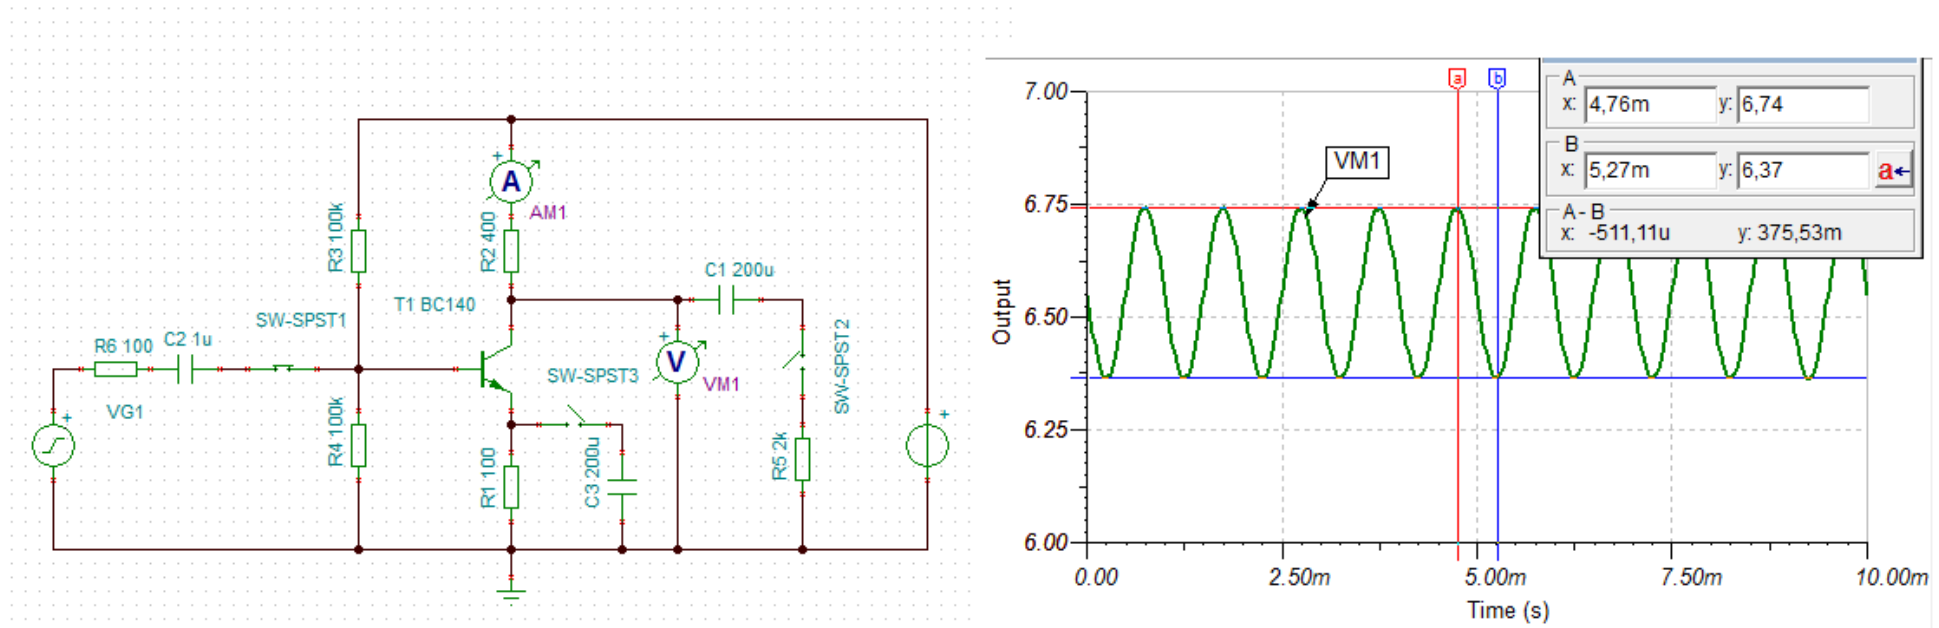 A
+
AM1
R3 100k
R2 400
C1 200u
T1 BC140
SW-SPST1
R6 100
C2 1u
SW-SPST3
+
V
VM1
SW-SPST2
VG1
+
R4 100k
R1 100
C3 200u
R5 2k
+
a
b
7.00
6.75
6.50
6.25
6.00
Output
VM1
0.00
2.50m
5.00m
7.50m
10.00m
Time (s)
A
x: 4,76m y: 6,74
B
x: 5,27m y: 6,37
a←
A - B
x: -511,11u y: 375,53m